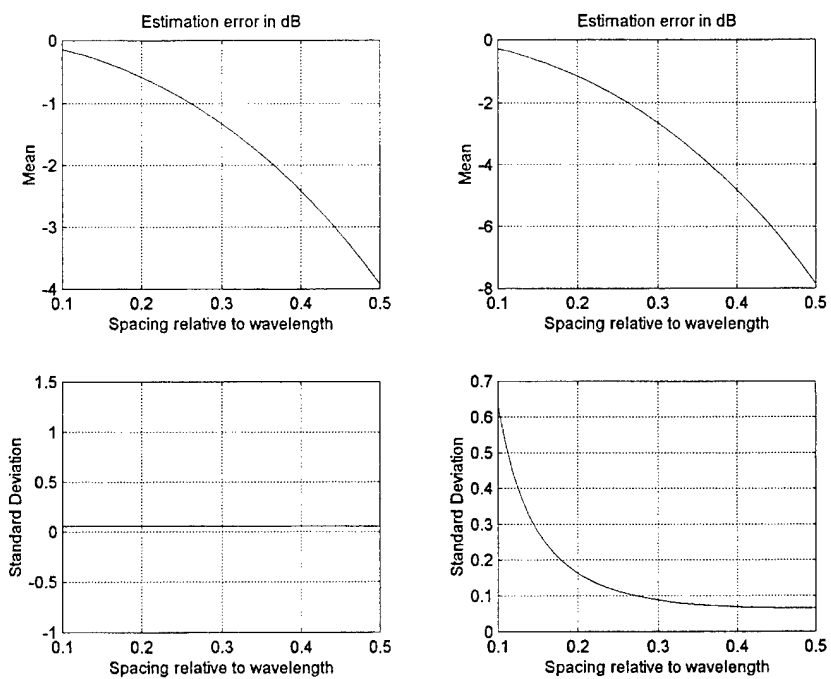 Estimation error in dB
0
-1
-2
-3
-4
Mean
0.1 0.2 0.3 0.4 0.5
Spacing relative to wavelength
Estimation error in dB
0
-2
-4
-6
-8
Mean
0.1 0.2 0.3 0.4 0.5
Spacing relative to wavelength
1.5
1
0.5
0
-0.5
-1
Standard Deviation
0.1 0.2 0.3 0.4 0.5
Spacing relative to wavelength
0.7
0.6
0.5
0.4
0.3
0.2
0.1
0
Standard Deviation
0.1 0.2 0.3 0.4 0.5
Spacing relative to wavelength